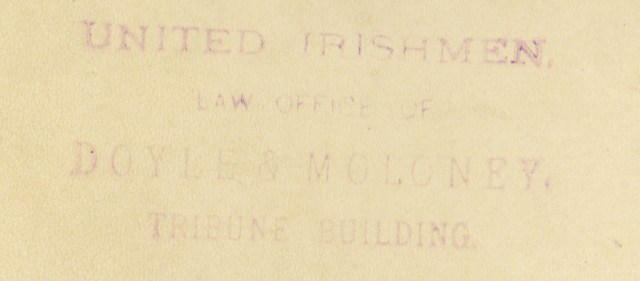 UNITED IRISHMEN.
LAW OFFICE OF
DOYLE & MOLONEY,
TRIBUNE BUILDING.